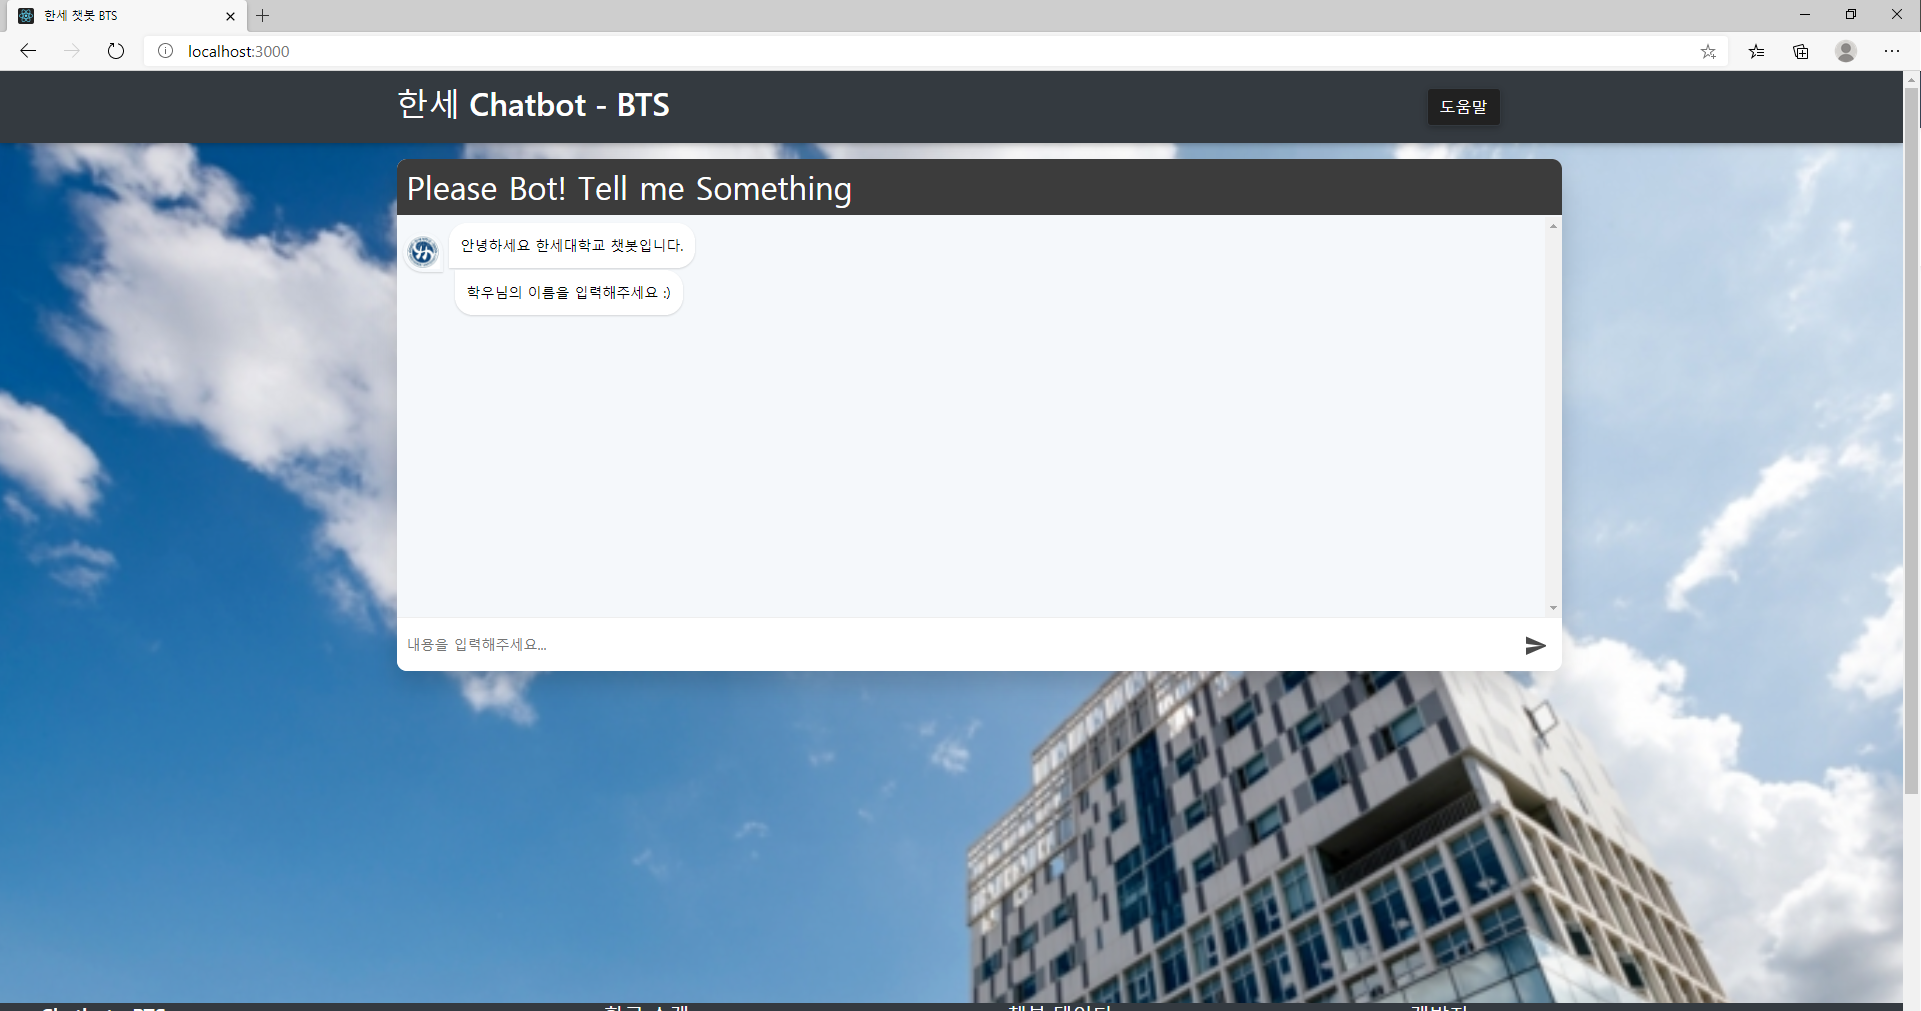 한세 챗봇 BTS
localhost:3000
한세 Chatbot - BTS
도움말
Please Bot! Tell me Something
안녕하세요 한세대학교 챗봇입니다.
학우님의 이름을 입력해주세요 :)
내용을 입력해주세요...